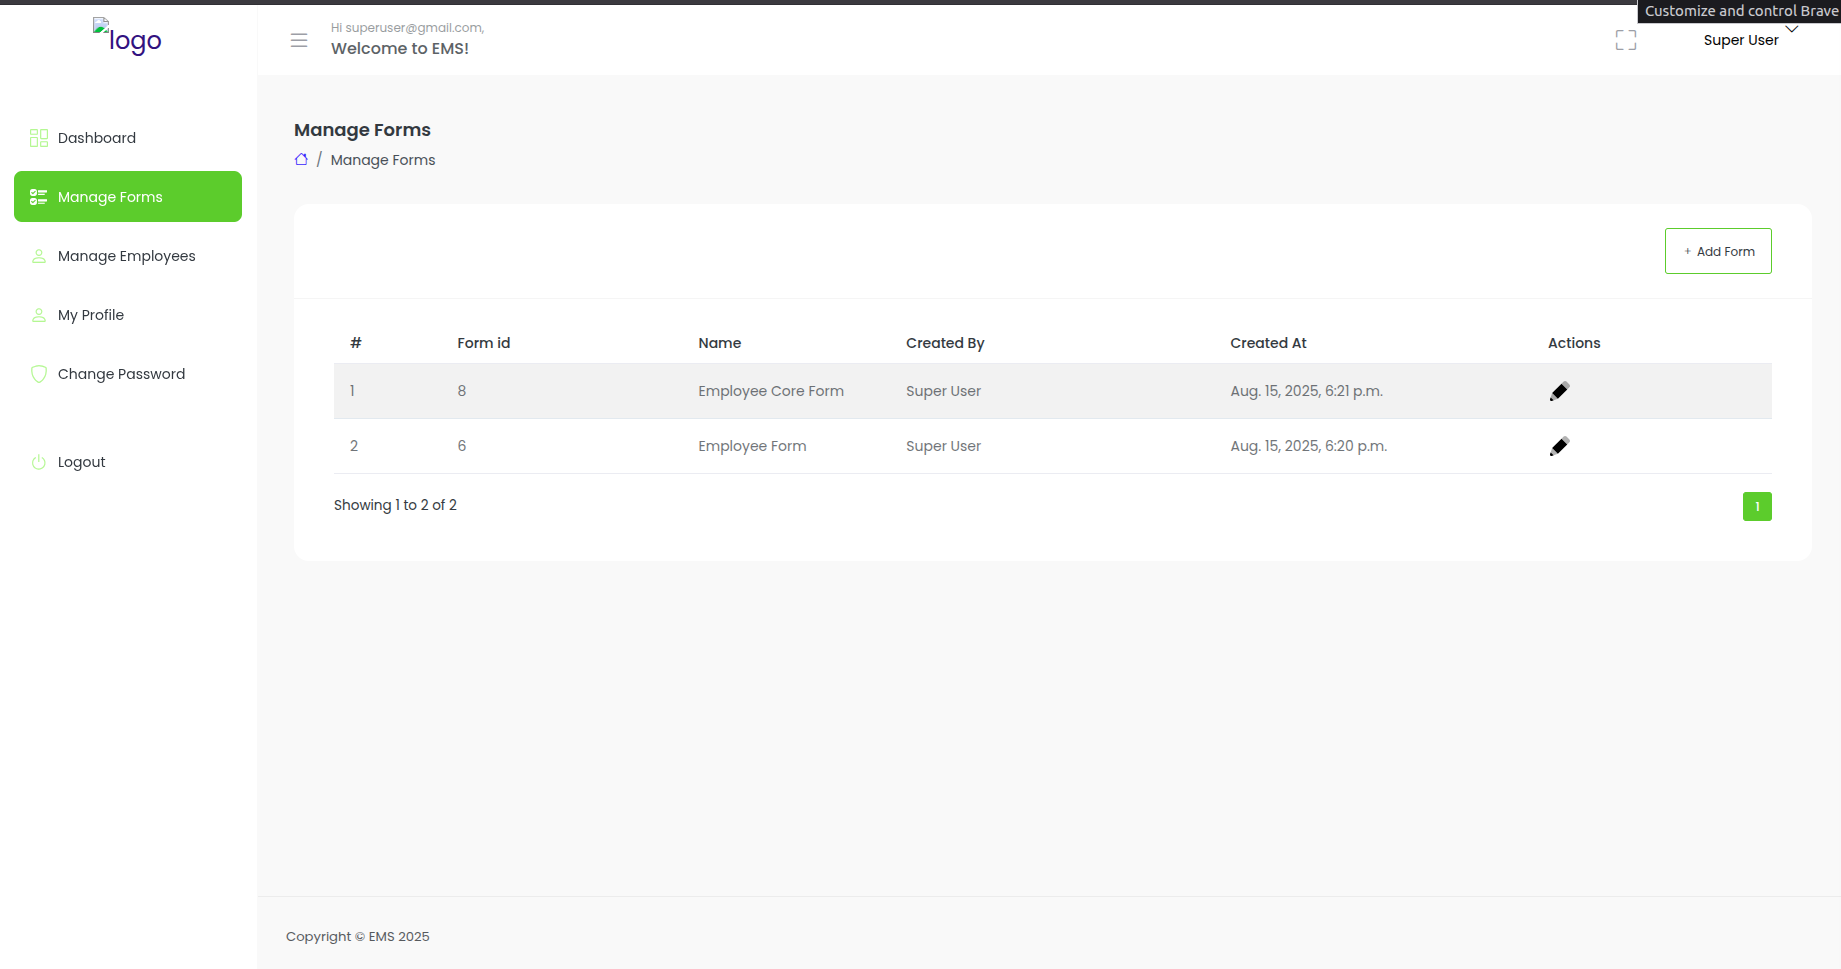 Customize and control Brave
logo
Hi superuser@gmail.com,
Welcome to EMS!
Super User
Dashboard
Manage Forms
Manage Employees
My Profile
Change Password
Logout
Manage Forms
/ Manage Forms
+ Add Form
# Form id Name Created By Created At Actions
1 8 Employee Core Form Super User Aug. 15, 2025, 6:21 p.m.
2 6 Employee Form Super User Aug. 15, 2025, 6:20 p.m.
Showing 1 to 2 of 2
1
Copyright © EMS 2025